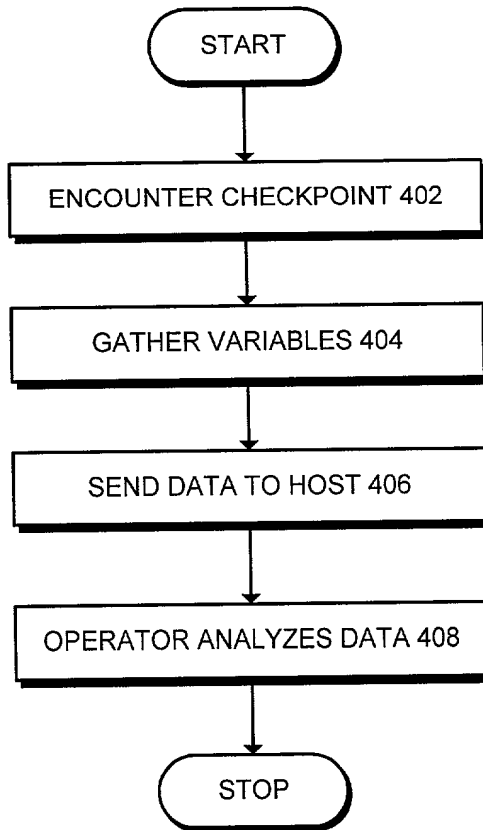 START
ENCOUNTER CHECKPOINT 402
GATHER VARIABLES 404
SEND DATA TO HOST 406
OPERATOR ANALYZES DATA 408
STOP